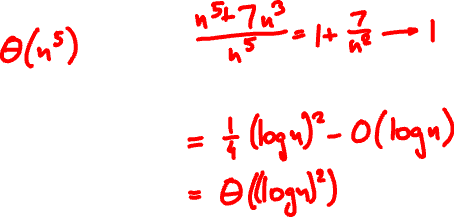 Θ(n⁵)
(n⁵+7n³)/n⁵ = 1 + 7/n² → 1
= 1/4 (log n)² - O(log n)
= Θ((log n)²)